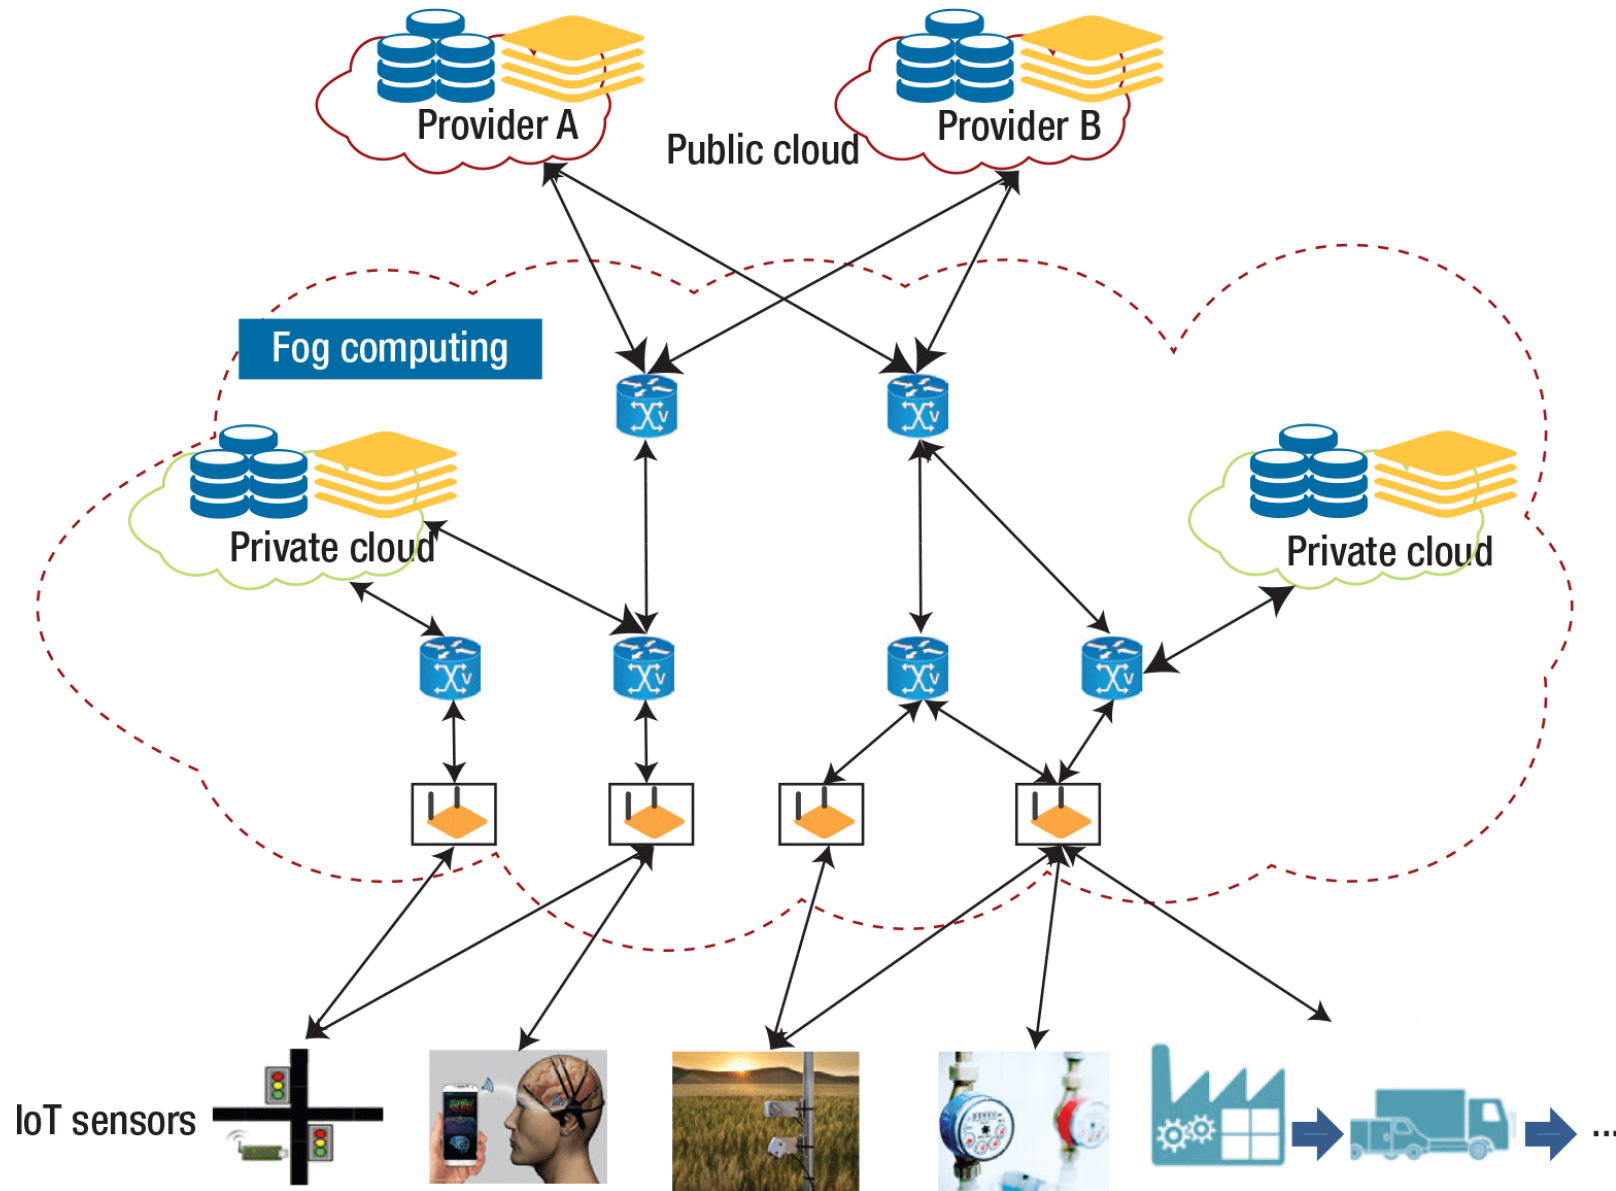 Provider A
Provider B
Public cloud
Fog computing
V
V
Private cloud
Private cloud
V
V
V
V
IoT sensors
...